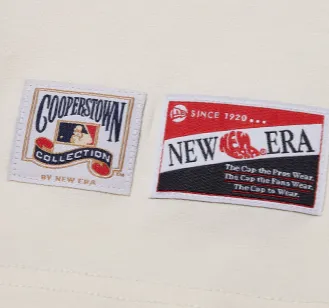 COOPERSTOWN
COLLECTION
BY NEW ERA
SINCE 1920...
NEW ERA
The Cap the Pros Wear.
The Cap the Fans Wear.
The Cap to Wear.